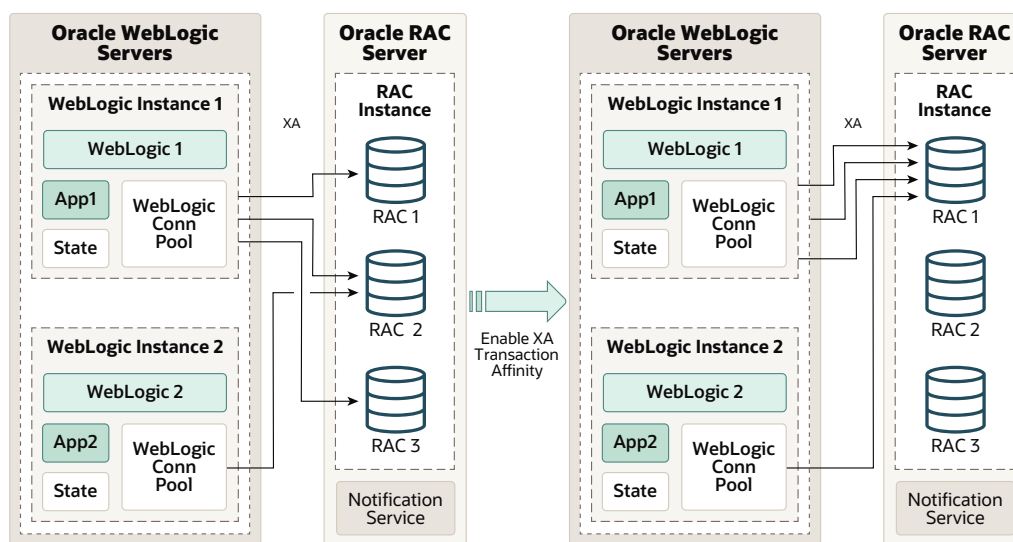 Oracle WebLogic
Servers
WebLogic Instance 1
WebLogic 1
App1
State
WebLogic
Conn
Pool
WebLogic Instance 2
WebLogic 2
App2
State
WebLogic
Conn
Pool
XA
Oracle RAC
Server
RAC
Instance
RAC 1
RAC 2
RAC 3
Notification
Service
Enable XA
Transaction
Affinity
Oracle WebLogic
Servers
WebLogic Instance 1
WebLogic 1
App1
State
WebLogic
Conn
Pool
WebLogic Instance 2
WebLogic 2
App2
State
WebLogic
Conn
Pool
XA
Oracle RAC
Server
RAC
Instance
RAC 1
RAC 2
RAC 3
Notification
Service